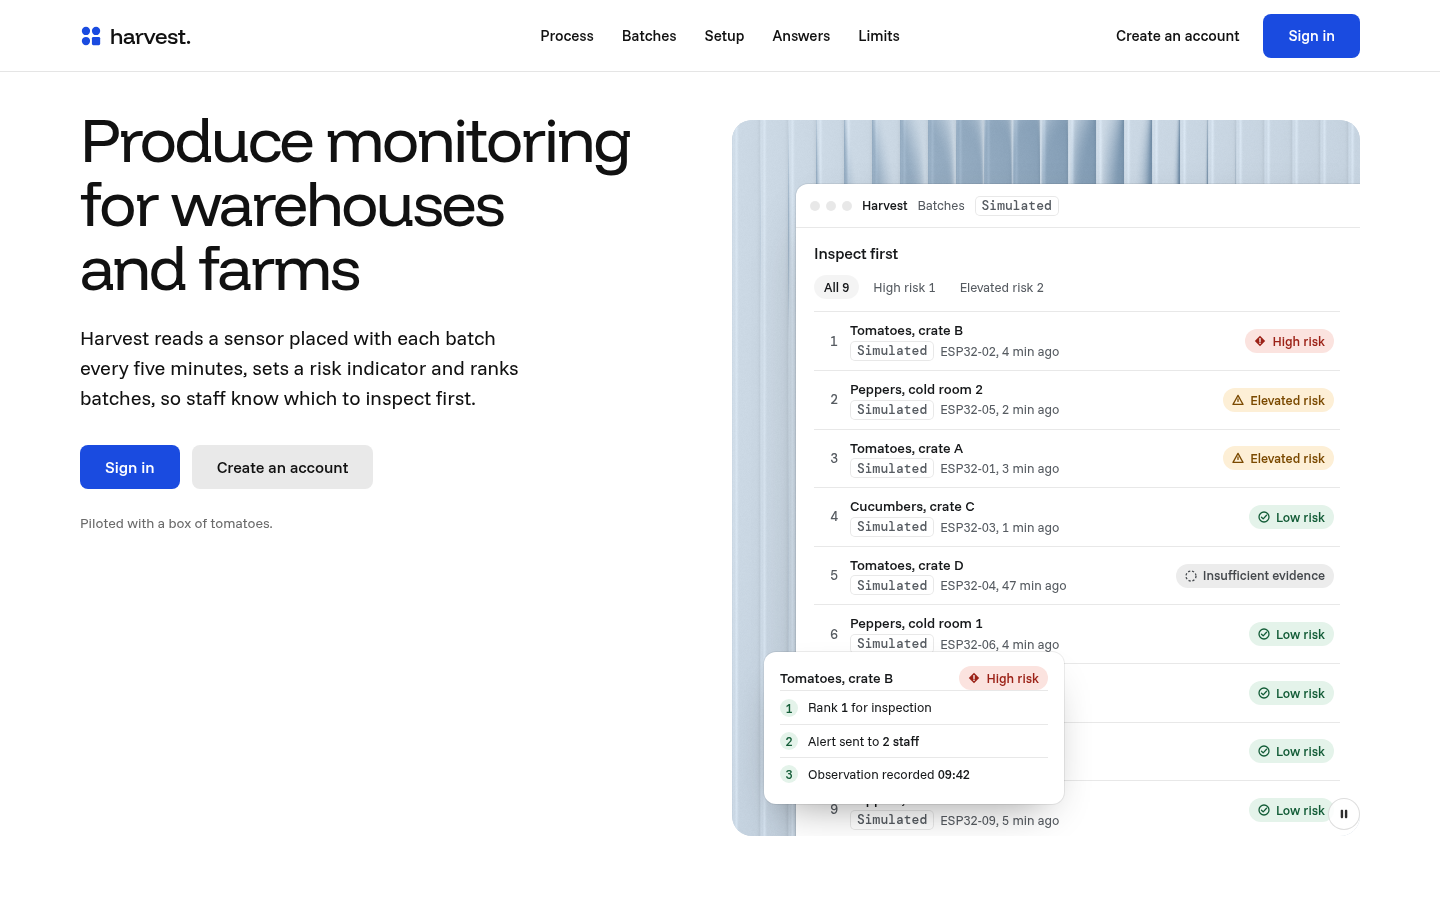 harvest.
Process
Batches
Setup
Answers
Limits
Create an account
Sign in
Produce monitoring
for warehouses
and farms
Harvest reads a sensor placed with each batch
every five minutes, sets a risk indicator and ranks
batches, so staff know which to inspect first.
Sign in
Create an account
Piloted with a box of tomatoes.
Harvest
Batches
Simulated
Inspect first
All 9
High risk 1
Elevated risk 2
1
Tomatoes, crate B
Simulated
ESP32-02, 4 min ago
High risk
2
Peppers, cold room 2
Simulated
ESP32-05, 2 min ago
Elevated risk
3
Tomatoes, crate A
Simulated
ESP32-01, 3 min ago
Elevated risk
4
Cucumbers, crate C
Simulated
ESP32-03, 1 min ago
Low risk
5
Tomatoes, crate D
Simulated
ESP32-04, 47 min ago
Insufficient evidence
6
Peppers, cold room 1
Simulated
ESP32-06, 4 min ago
Low risk
Low risk
Low risk
9
Simulated
ESP32-09, 5 min ago
Low risk
Tomatoes, crate B
High risk
1
Rank 1 for inspection
2
Alert sent to 2 staff
3
Observation recorded 09:42